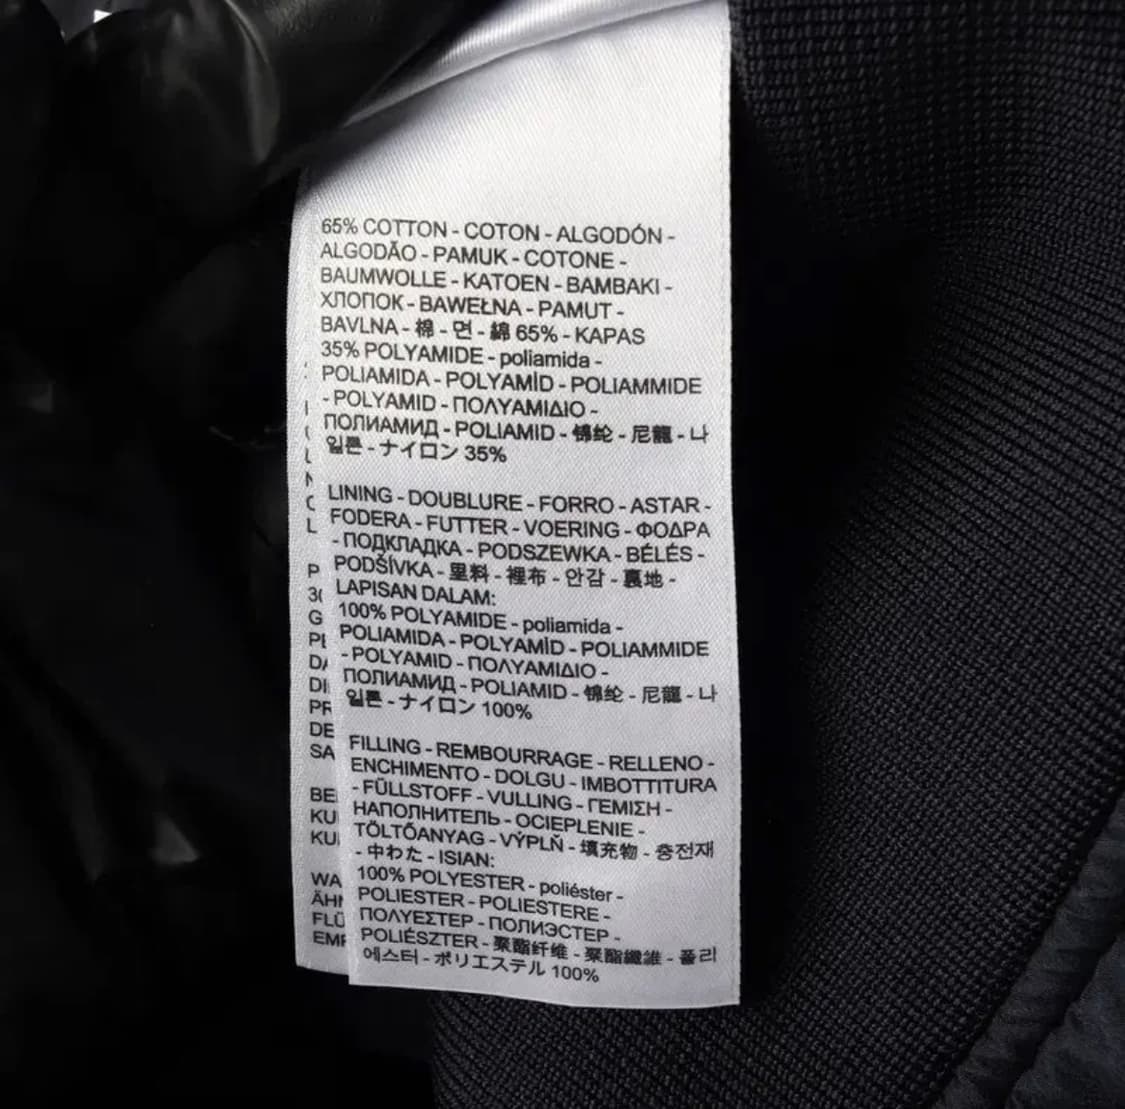 65% COTTON - COTON - ALGODÓN -
ALGODÃO - PAMUK - COTONE -
BAUMWOLLE - KATOEN - BAMBAKI -
ХЛОПОК - BAWEŁNA - PAMUT -
BAVLNA - 棉 - 면 - 綿 65% - KAPAS
35% POLYAMIDE - poliamida -
POLIAMIDA - POLYAMİD - POLIAMMIDE
- POLYAMID - ΠΟΛΥΑΜΙΔΙΟ -
ПОЛИАМИД - POLIAMID - 锦纶 - 尼龍 - 나
일론 - ナイロン 35%
LINING - DOUBLURE - FORRO - ASTAR -
FODERA - FUTTER - VOERING - ΦΟΔΡΑ
- ПОДКЛАДКА - PODSZEWKA - BÉLÉS -
PODŠÍVKA - 里料 - 裡布 - 안감 - 裏地 -
LAPISAN DALAM:
100% POLYAMIDE - poliamida -
POLIAMIDA - POLYAMİD - POLIAMMIDE
- POLYAMID - ΠΟΛΥΑΜΙΔΙΟ -
ПОЛИАМИД - POLIAMID - 锦纶 - 尼龍 - 나
일론 - ナイロン 100%
FILLING - REMBOURRAGE - RELLENO -
ENCHIMENTO - DOLGU - IMBOTTITURA
- FÜLLSTOFF - VULLING - ΓΕΜΙΣΗ -
НАПОЛНИТЕЛЬ - OCIEPLENIE -
TÖLTŐANYAG - VÝPLŇ - 填充物 - 충전재
- 中わた - ISIAN:
100% POLYESTER - poliéster -
POLIESTER - POLIESTERE -
ΠΟΛΥΕΣΤΕΡ - ПОЛИЭСТЕР -
POLIÉSZTER - 聚酯纤维 - 聚酯纖維 - 폴리
에스터 - ポリエステル 100%